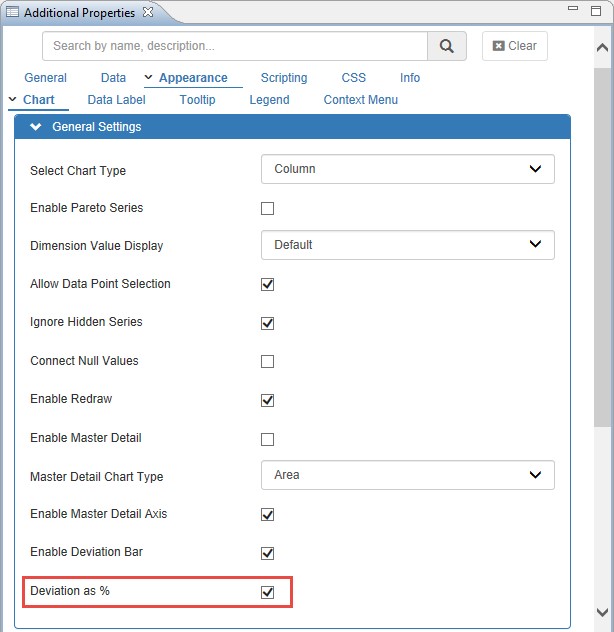 Additional Properties
Search by name, description...
Clear
General Data Appearance Scripting CSS Info
Chart Data Label Tooltip Legend Context Menu
General Settings
Select Chart Type Column
Enable Pareto Series
Dimension Value Display Default
Allow Data Point Selection
Ignore Hidden Series
Connect Null Values
Enable Redraw
Enable Master Detail
Master Detail Chart Type Area
Enable Master Detail Axis
Enable Deviation Bar
Deviation as %